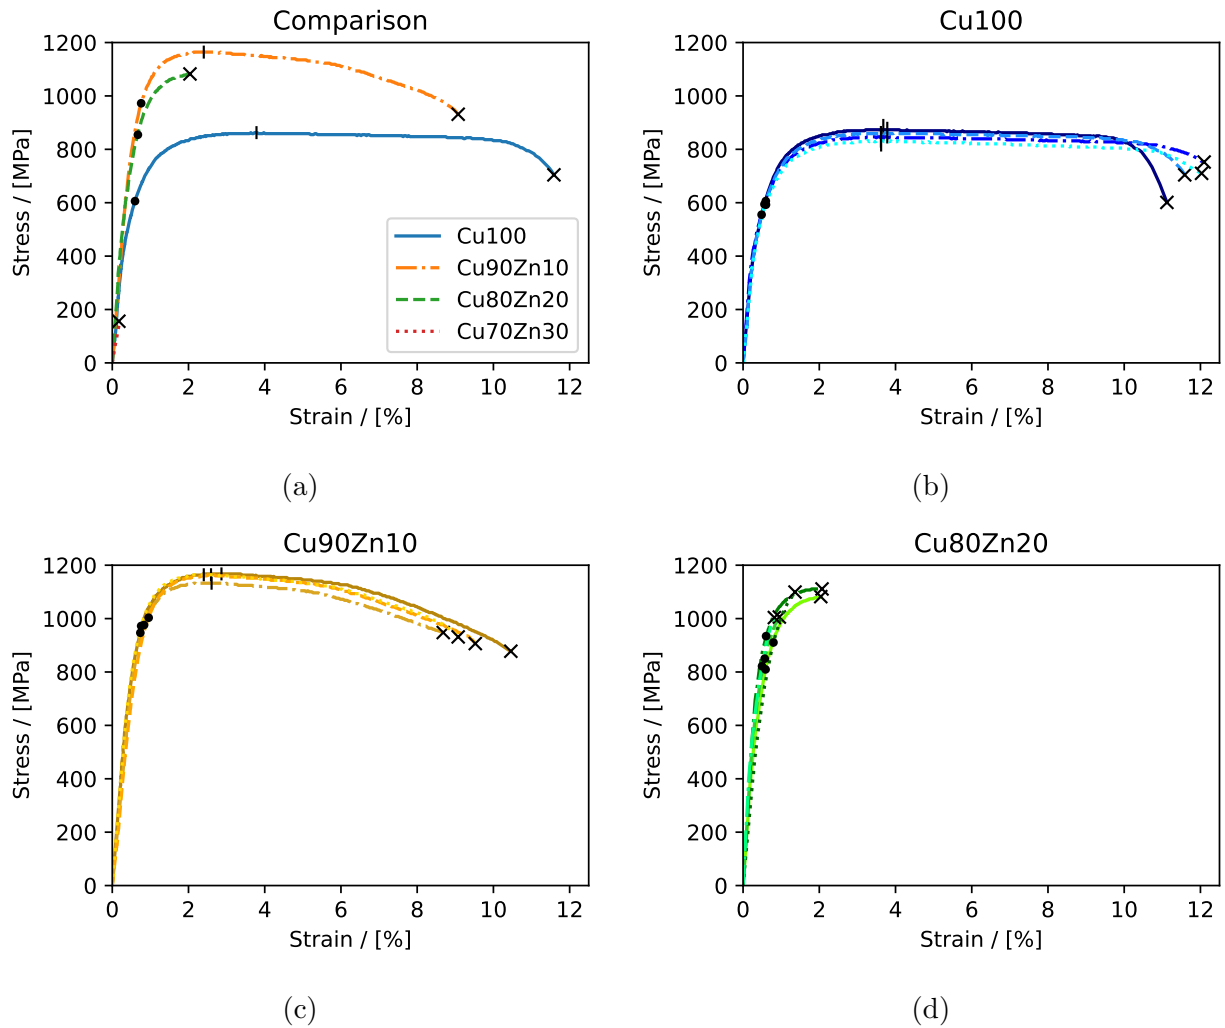 Comparison
1200
1000
800
600
400
200
0
Stress / [MPa]
0 2 4 6 8 10 12
Strain / [%]
Cu100
Cu90Zn10
Cu80Zn20
Cu70Zn30
(a)
Cu100
1200
1000
800
600
400
200
0
Stress / [MPa]
0 2 4 6 8 10 12
Strain / [%]
(b)
Cu90Zn10
1200
1000
800
600
400
200
0
Stress / [MPa]
0 2 4 6 8 10 12
Strain / [%]
(c)
Cu80Zn20
1200
1000
800
600
400
200
0
Stress / [MPa]
0 2 4 6 8 10 12
Strain / [%]
(d)